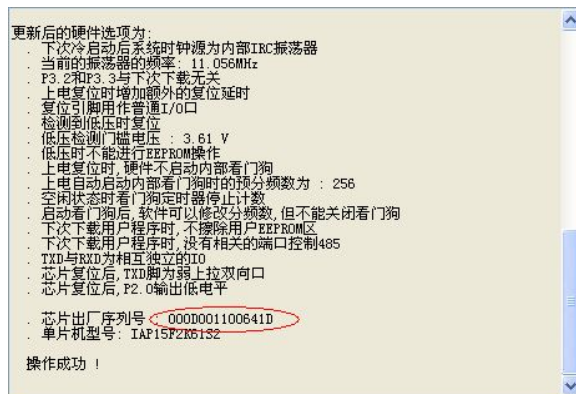 更新后的硬件选项为:
. 下次冷启动后系统时钟源为内部IRC振荡器
. 当前的振荡器的频率: 11.056MHz
. P3.2和P3.3与下次下载无关
. 上电复位时增加额外的复位延时
. 复位引脚用作普通I/O口
. 检测到低压时复位
. 低压检测门槛电压 : 3.61 V
. 低压时不能进行EEPROM操作
. 上电复位时,硬件不启动内部看门狗
. 上电自动启动内部看门狗时的预分频数为 : 256
. 空闲状态时看门狗定时器停止计数
. 启动看门狗后,软件可以修改分频数,但不能关闭看门狗
. 下次下载用户程序时,不擦除用户EEPROM区
. 下次下载用户程序时,没有相关的端口控制485
. TXD与RXD为相互独立的IO
. 芯片复位后,TXD脚为弱上拉双向口
. 芯片复位后,P2.0输出低电平
. 芯片出厂序列号 : 000D001100641D
. 单片机型号: IAP15F2K61S2
操作成功 !